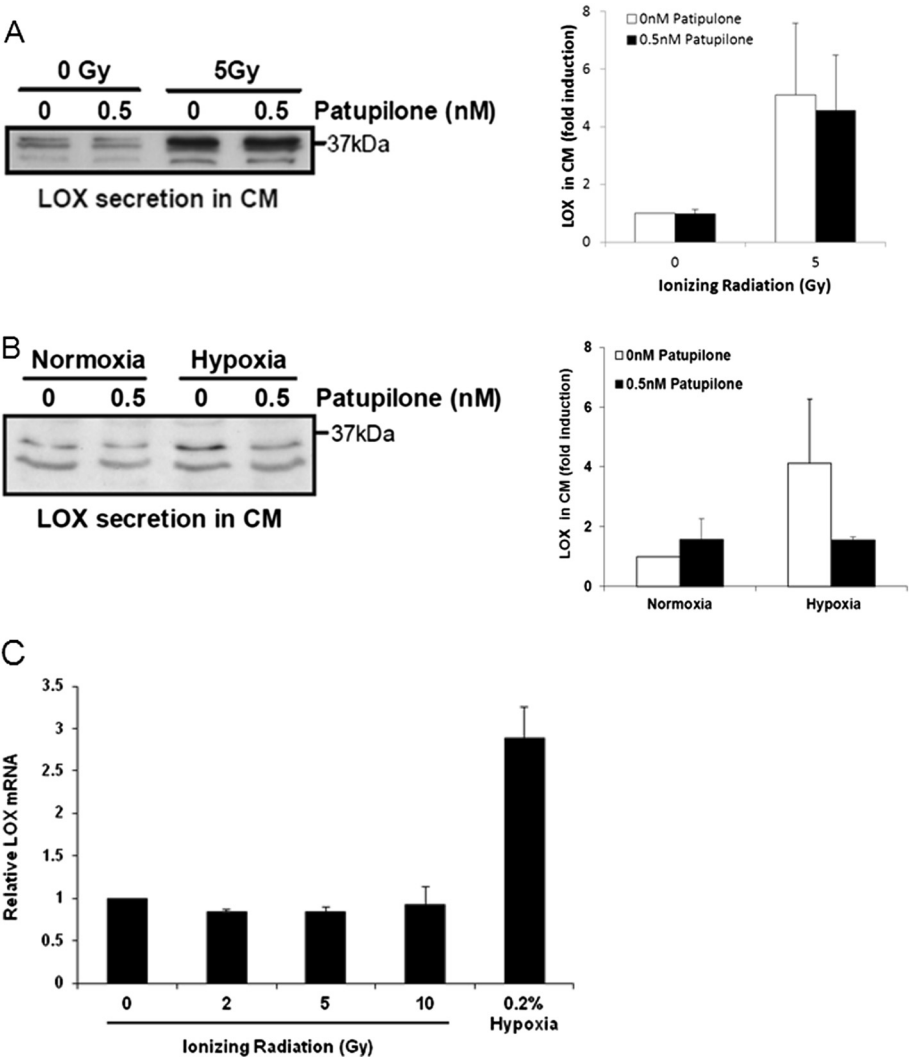 A
0 Gy 5Gy
0 0.5 0 0.5 Patupilone (nM)
37kDa
LOX secretion in CM
8
6
4
2
0
LOX in CM (fold induction)
0nM Patipulone
0.5nM Patupilone
0 5
Ionizing Radiation (Gy)
B
Normoxia Hypoxia
0 0.5 0 0.5 Patupilone (nM)
37kDa
LOX secretion in CM
8
6
4
2
0
LOX in CM (fold induction)
0nM Patupilone
0.5nM Patupilone
Normoxia Hypoxia
C
3.5
3
2.5
2
1.5
1
0.5
0
Relative LOX mRNA
0 2 5 10 0.2%
Hypoxia
Ionizing Radiation (Gy)